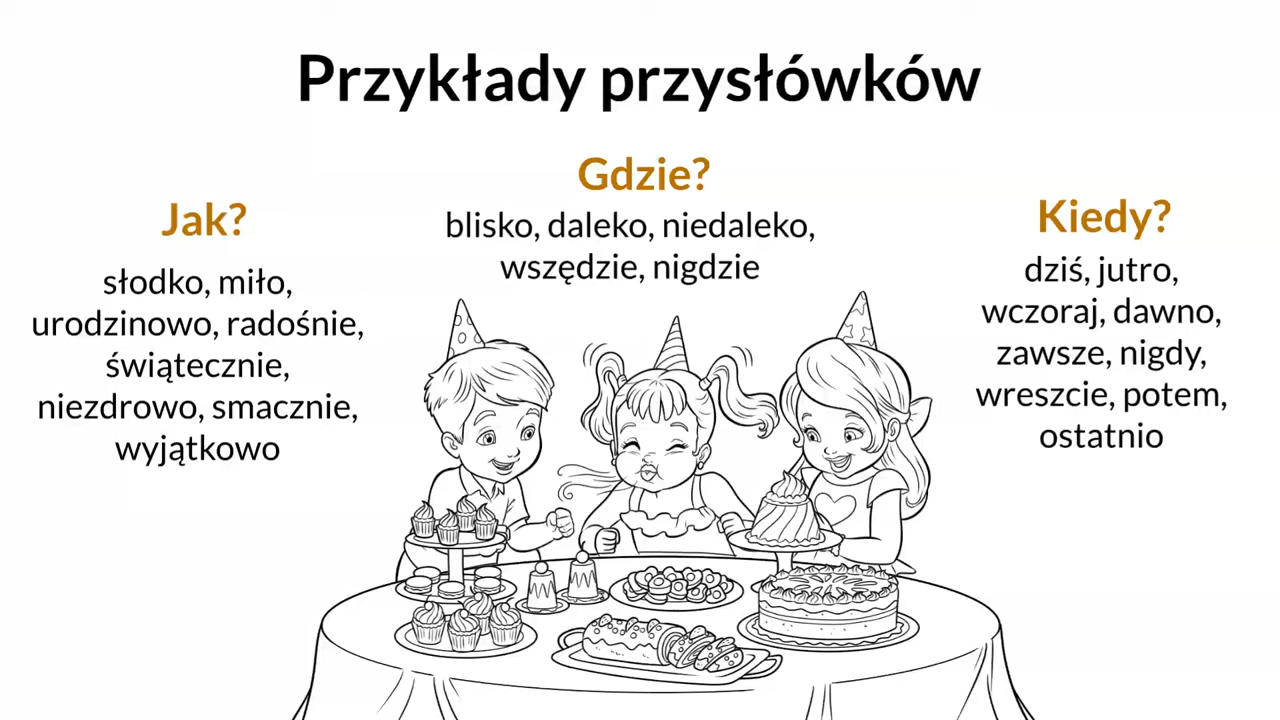 Przykłady przysłówków
Jak?
słodko, miło,
urodzinowo, radośnie,
świątecznie,
niezdrowo, smacznie,
wyjątkowo
Gdzie?
blisko, daleko, niedaleko,
wszędzie, nigdzie
Kiedy?
dziś, jutro,
wczoraj, dawno,
zawsze, nigdy,
wreszcie, potem,
ostatnio